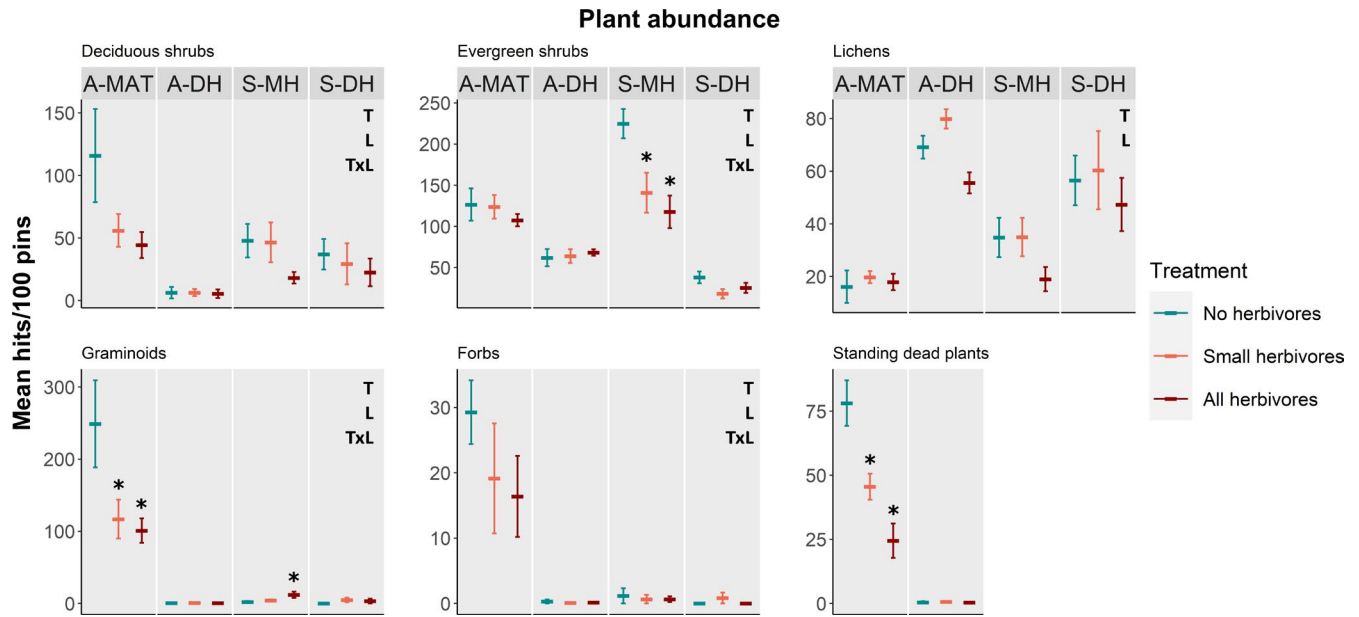 Plant abundance
Deciduous shrubs
A-MAT A-DH S-MH S-DH
150
100
50
0
T
L
TxL
Evergreen shrubs
A-MAT A-DH S-MH S-DH
250
200
150
100
50
*
*
T
L
TxL
Lichens
A-MAT A-DH S-MH S-DH
80
60
40
20
T
L
Mean hits/100 pins
Graminoids
300
200
100
0
*
*
*
T
L
TxL
Forbs
30
20
10
0
T
L
TxL
Standing dead plants
75
50
25
0
*
*
Treatment
No herbivores
Small herbivores
All herbivores